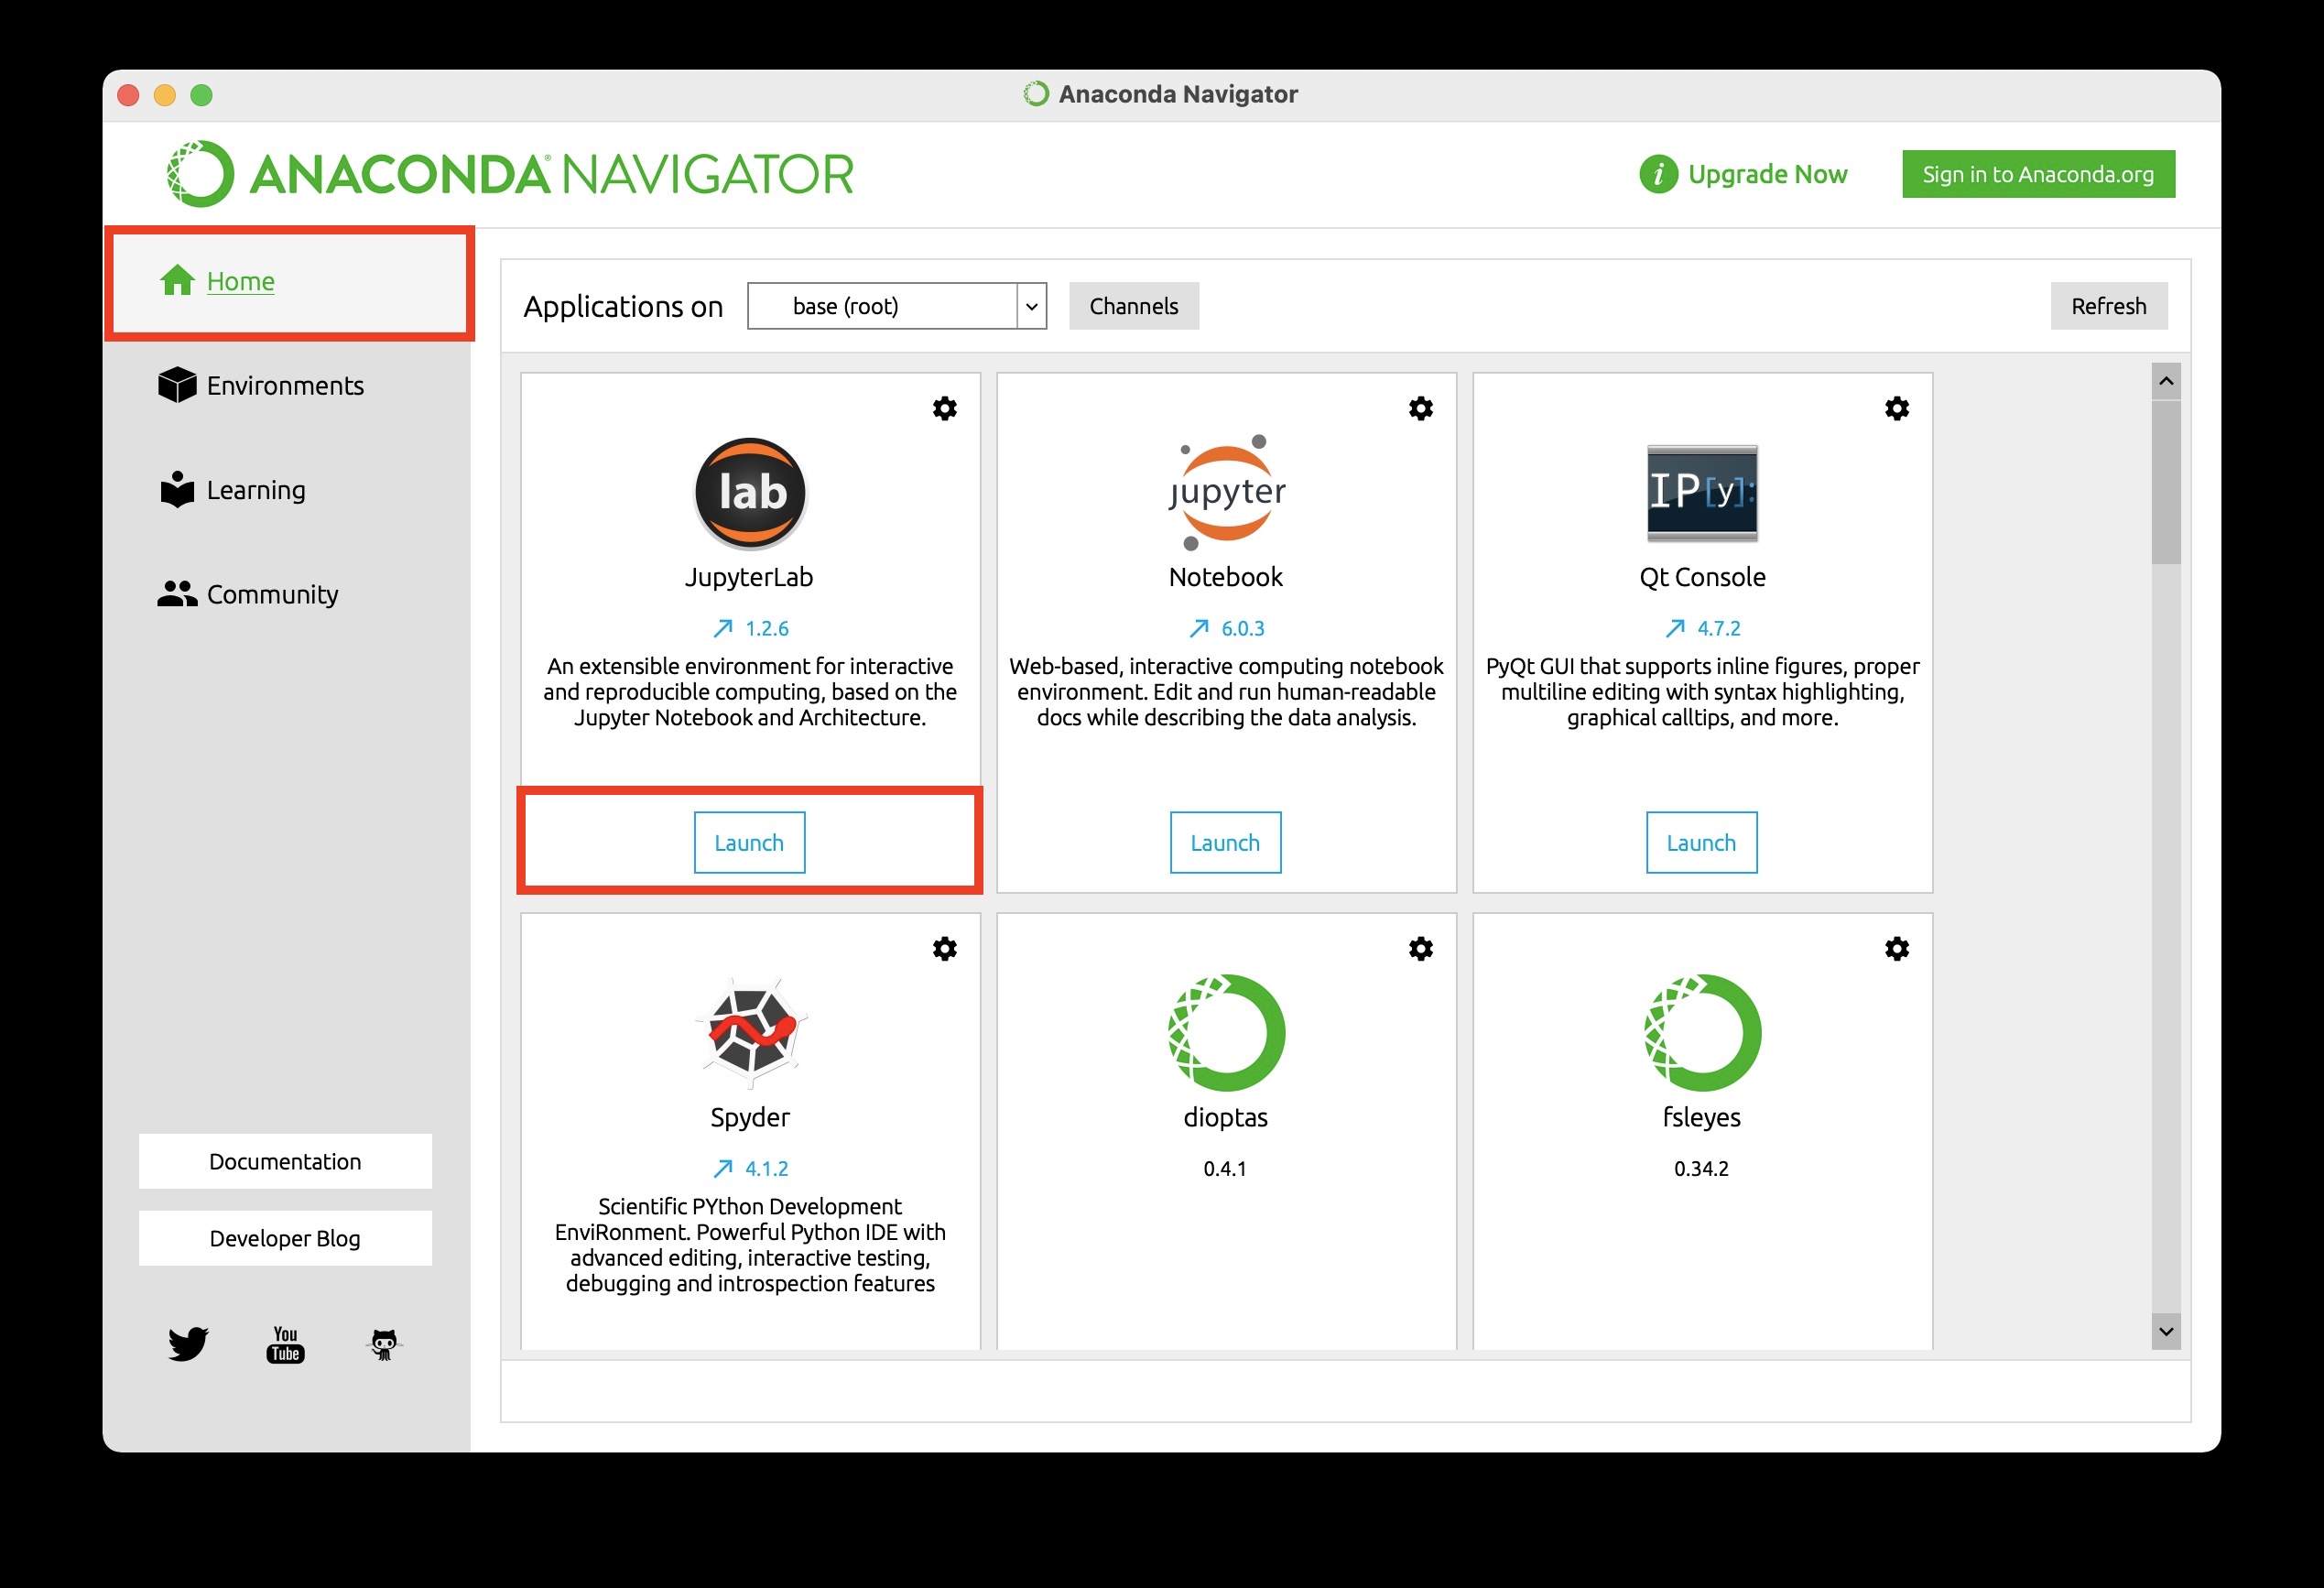 Anaconda Navigator
ANACONDA® NAVIGATOR
i Upgrade Now
Sign in to Anaconda.org
Home
Environments
Learning
Community
Documentation
Developer Blog
You
Tube
Applications on
base (root)
Channels
Refresh
lab
JupyterLab
1.2.6
An extensible environment for interactive
and reproducible computing, based on the
Jupyter Notebook and Architecture.
Launch
jupyter
Notebook
6.0.3
Web-based, interactive computing notebook
environment. Edit and run human-readable
docs while describing the data analysis.
Launch
IP[y]:
Qt Console
4.7.2
PyQt GUI that supports inline figures, proper
multiline editing with syntax highlighting,
graphical calltips, and more.
Launch
Spyder
4.1.2
Scientific PYthon Development
EnviRonment. Powerful Python IDE with
advanced editing, interactive testing,
debugging and introspection features
dioptas
0.4.1
fsleyes
0.34.2